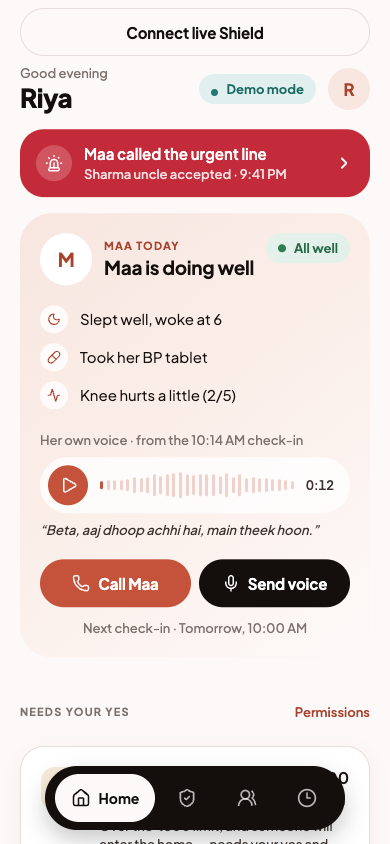 Connect live Shield
Good evening
Riya
Demo mode
R
Maa called the urgent line
Sharma uncle accepted · 9:41 PM
M
MAA TODAY
Maa is doing well
All well
Slept well, woke at 6
Took her BP tablet
Knee hurts a little (2/5)
Her own voice · from the 10:14 AM check-in
0:12
“Beta, aaj dhoop achhi hai, main theek hoon.”
Call Maa
Send voice
Next check-in · Tomorrow, 10:00 AM
NEEDS YOUR YES
Permissions
Home